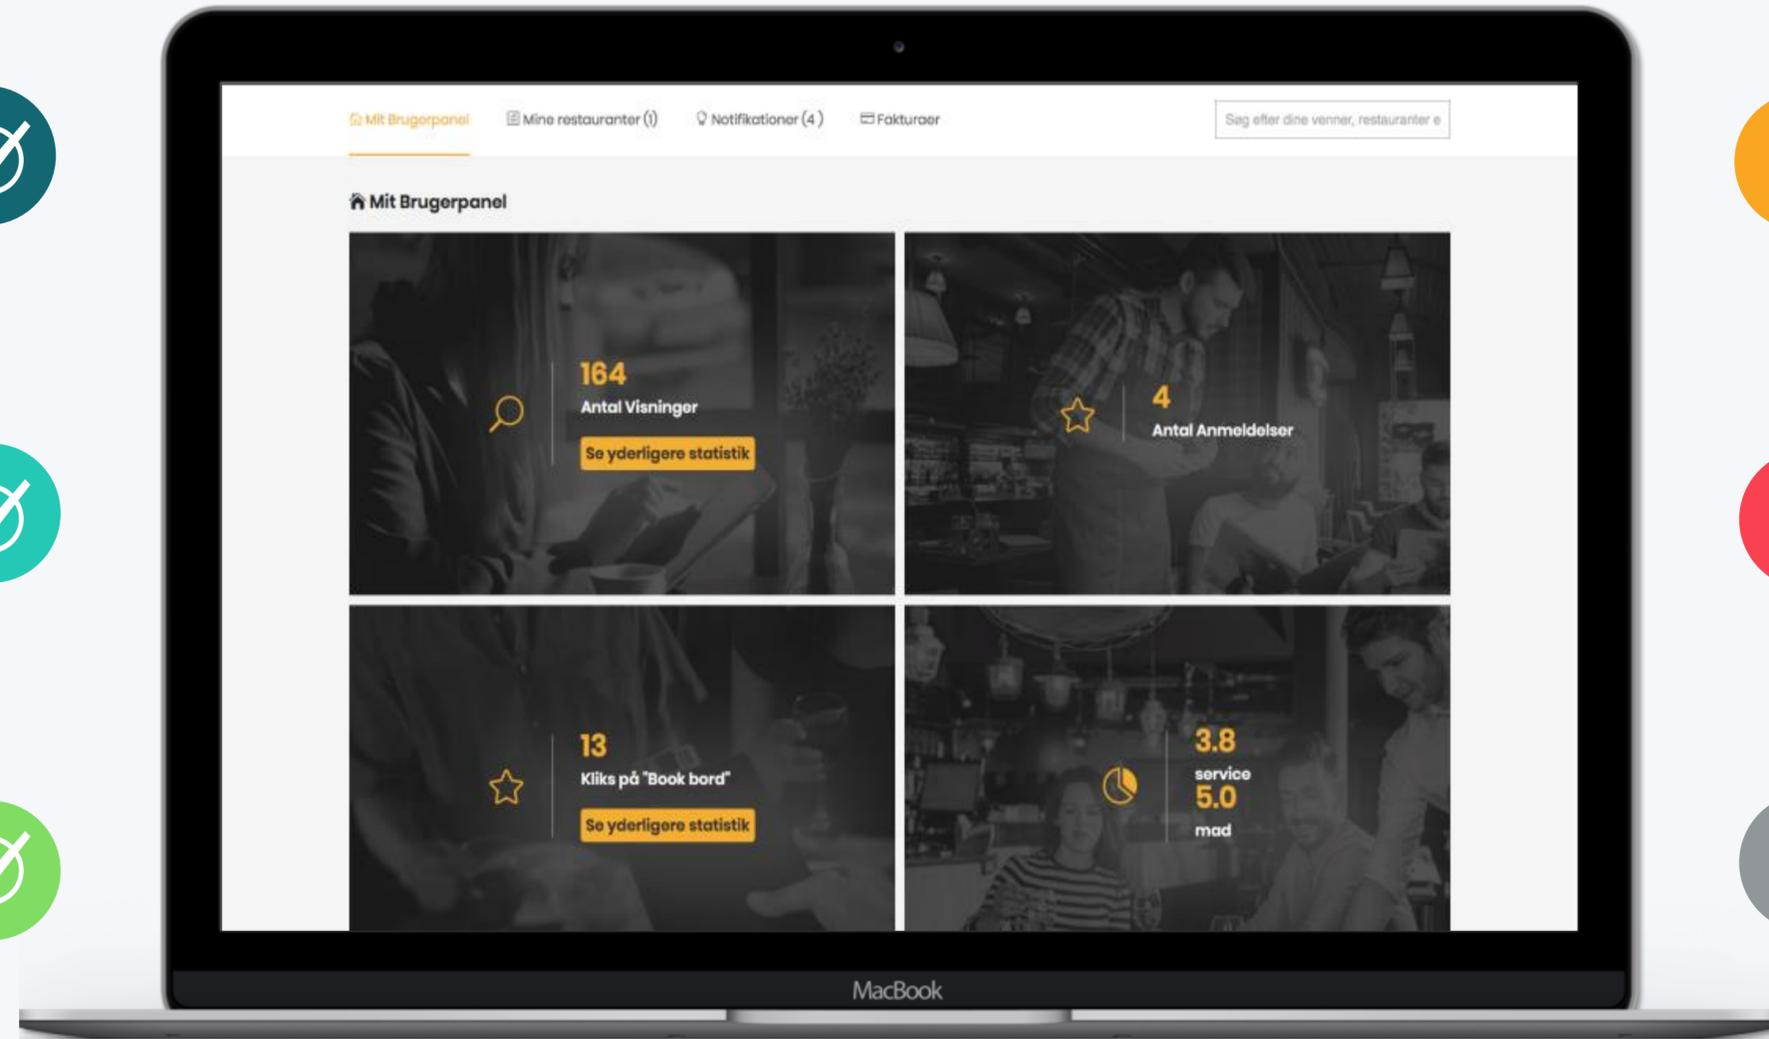 Mit Brugerpanel
Mine restauranter (1)
Notifikationer (4)
Fakturaer
Søg efter dine venner, restauranter e
Mit Brugerpanel
164
Antal Visninger
Se yderligere statistik
4
Antal Anmeldelser
13
Kliks på "Book bord"
Se yderligere statistik
3.8
service
5.0
mad
MacBook